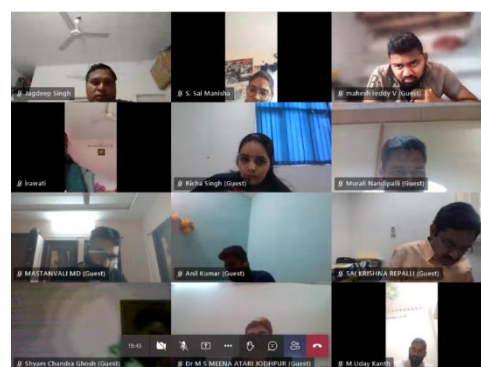 Jagdeep Singh
S. Sai Manisha
mahesh reddy V (Guest)
irawati
Richa Singh (Guest)
Murali Nandipalli (Guest)
MASTANVALI MD (Guest)
Anil Kumar (Guest)
SAI KRISHNA REPALLI (Guest)
19:45
Shyam Chandra Ghosh (Guest)
Dr M S MEENA ATARI JODHPUR (Guest)
M.Uday Kanth